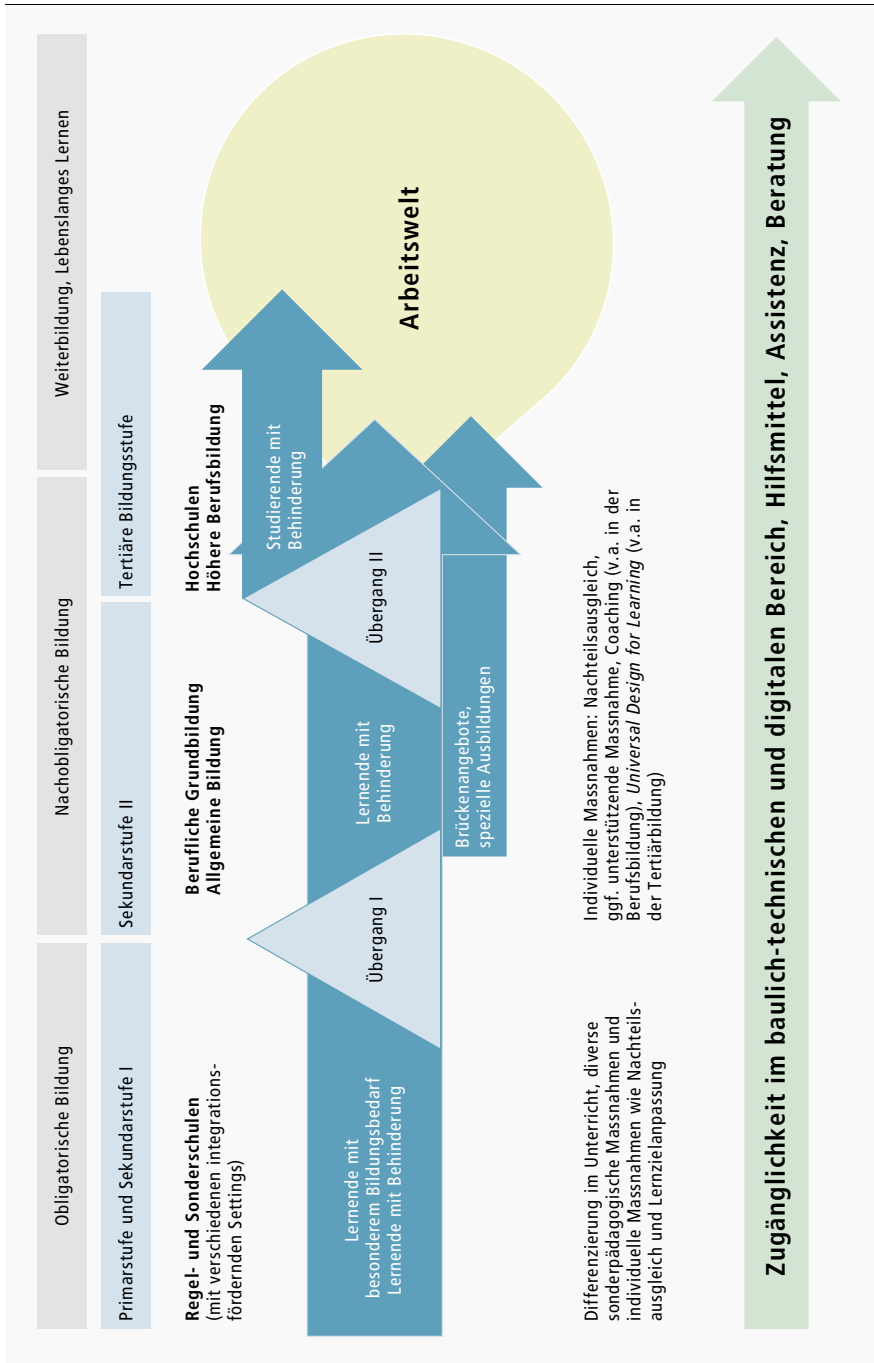 Obligatorische Bildung
Nachobligatorische Bildung
Weiterbildung, Lebenslanges Lernen
Primarstufe und Sekundarstufe I
Sekundarstufe II
Tertiäre Bildungsstufe
Regel- und Sonderschulen
(mit verschiedenen integrations-
fördernden Settings)
Berufliche Grundbildung
Allgemeine Bildung
Hochschulen
Höhere Berufsbildung
Lernende mit
besonderem Bildungsbedarf
Lernende mit Behinderung
Übergang I
Lernende mit
Behinderung
Übergang II
Studierende mit
Behinderung
Arbeitswelt
Brückenangebote,
spezielle Ausbildungen
Differenzierung im Unterricht, diverse
sonderpädagogische Massnahmen und
individuelle Massnahmen wie Nachteils-
ausgleich und Lernzielanpassung
Individuelle Massnahmen: Nachteilsausgleich,
ggf. unterstützende Massnahme, Coaching (v.a. in der
Berufsbildung), Universal Design for Learning (v.a. in
der Tertiärbildung)
Zugänglichkeit im baulich-technischen und digitalen Bereich, Hilfsmittel, Assistenz, Beratung